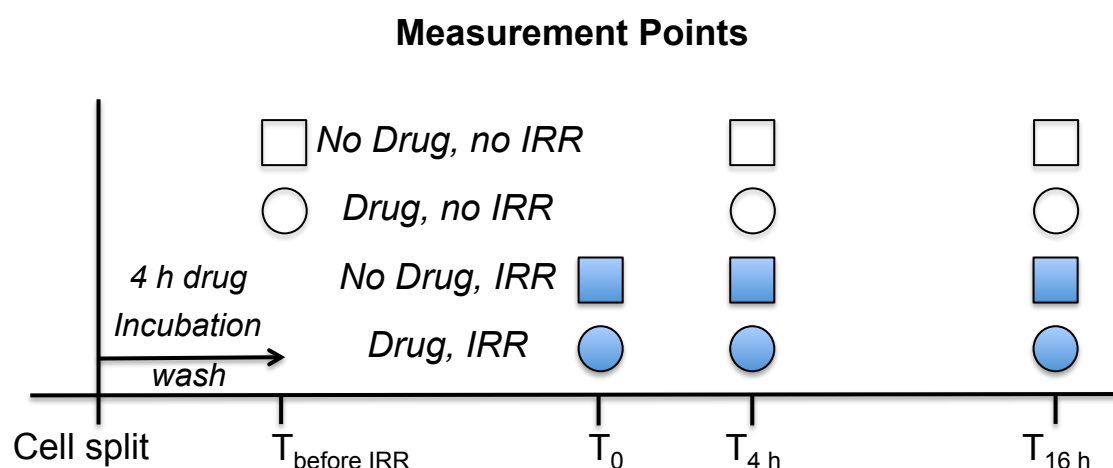 Measurement Points
No Drug, no IRR
Drug, no IRR
4 h drug
No Drug, IRR
Incubation
Drug, IRR
wash
Cell split
T before IRR
T 0
T 4 h
T 16 h